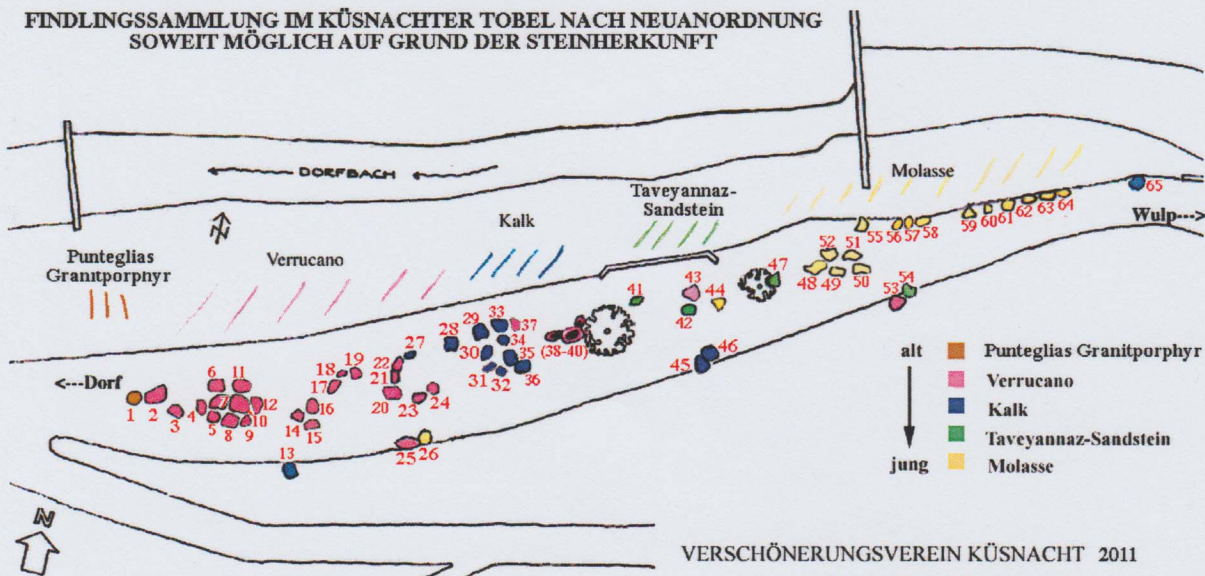 FINDLINGSSAMMLUNG IM KÜSNACHTER TOBEL NACH NEUANORDNUNG
SOWEIT MÖGLICH AUF GRUND DER STEINHERKUNFT
DORFBACH
N
Punteglias
Granitporphyr
Verrucano
Kalk
Taveyannaz-
Sandstein
Molasse
65
Wulp--->
64
63
62
61
60
59
58
57
56
55
52
51
48
49
50
54
53
47
43
44
42
41
46
45
33
37
29
34
28
30
35
31
32
36
(38-40)
27
22
21
20
23
24
25
26
19
18
17
16
14
15
13
<---Dorf
1
2
3
4
6
11
7
12
5
10
8
9
alt
jung
Punteglias Granitporphyr
Verrucano
Kalk
Taveyannaz-Sandstein
Molasse
N
VERSCHÖNERUNGSVEREIN KÜSNACHT 2011